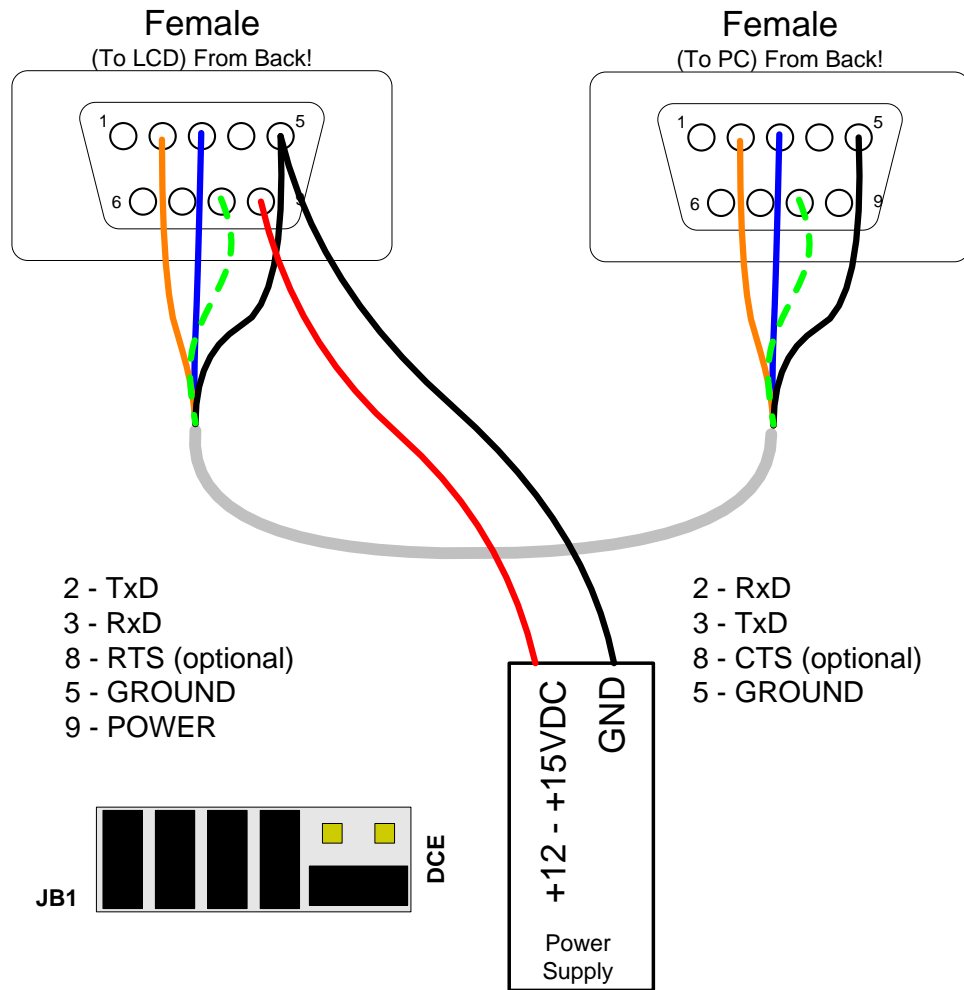 Female
(To LCD) From Back!
1
5
6
9
Female
(To PC) From Back!
1
5
6
9
2 - TxD
3 - RxD
8 - RTS (optional)
5 - GROUND
9 - POWER
2 - RxD
3 - TxD
8 - CTS (optional)
5 - GROUND
+12 - +15VDC
GND
Power
Supply
JB1
DCE